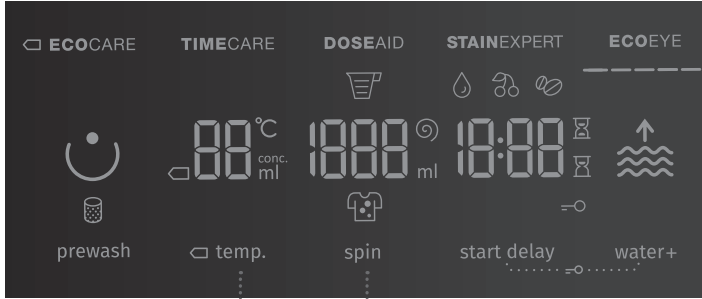 ECOCARE TIMECARE DOSEAID STAINEXPERT ECOEYE
88 °C conc. ml 1888 ml 18:88
prewash temp. spin start delay water+